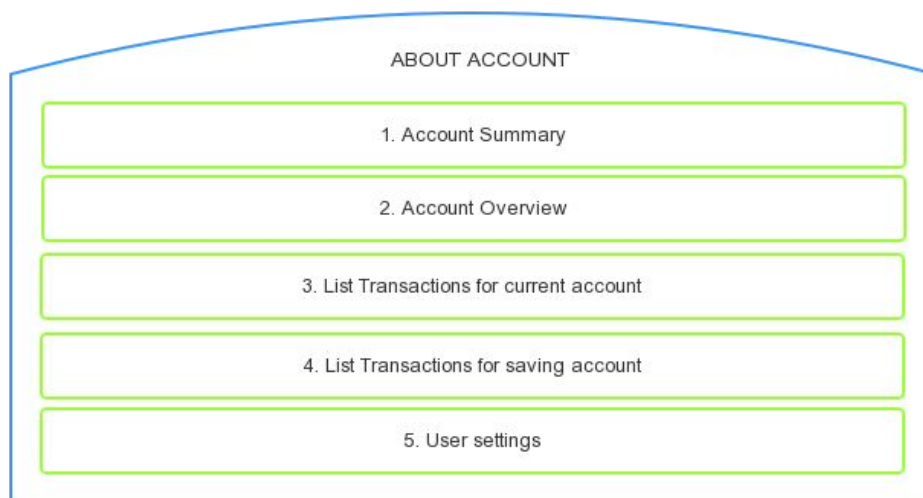 ABOUT ACCOUNT
1. Account Summary
2. Account Overview
3. List Transactions for current account
4. List Transactions for saving account
5. User settings